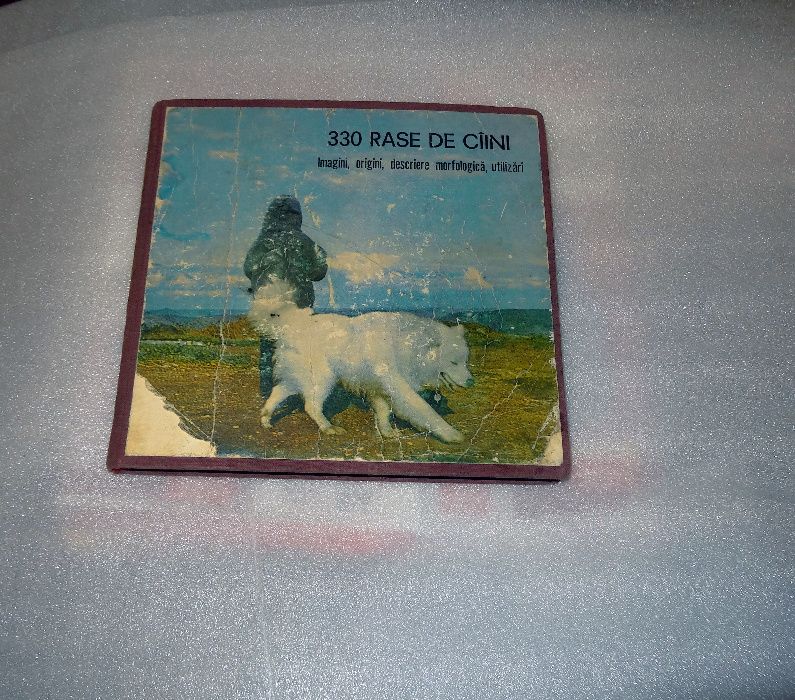 330 RASE DE CÎINI
Imagini, origini, descriere morfologică, utilizări